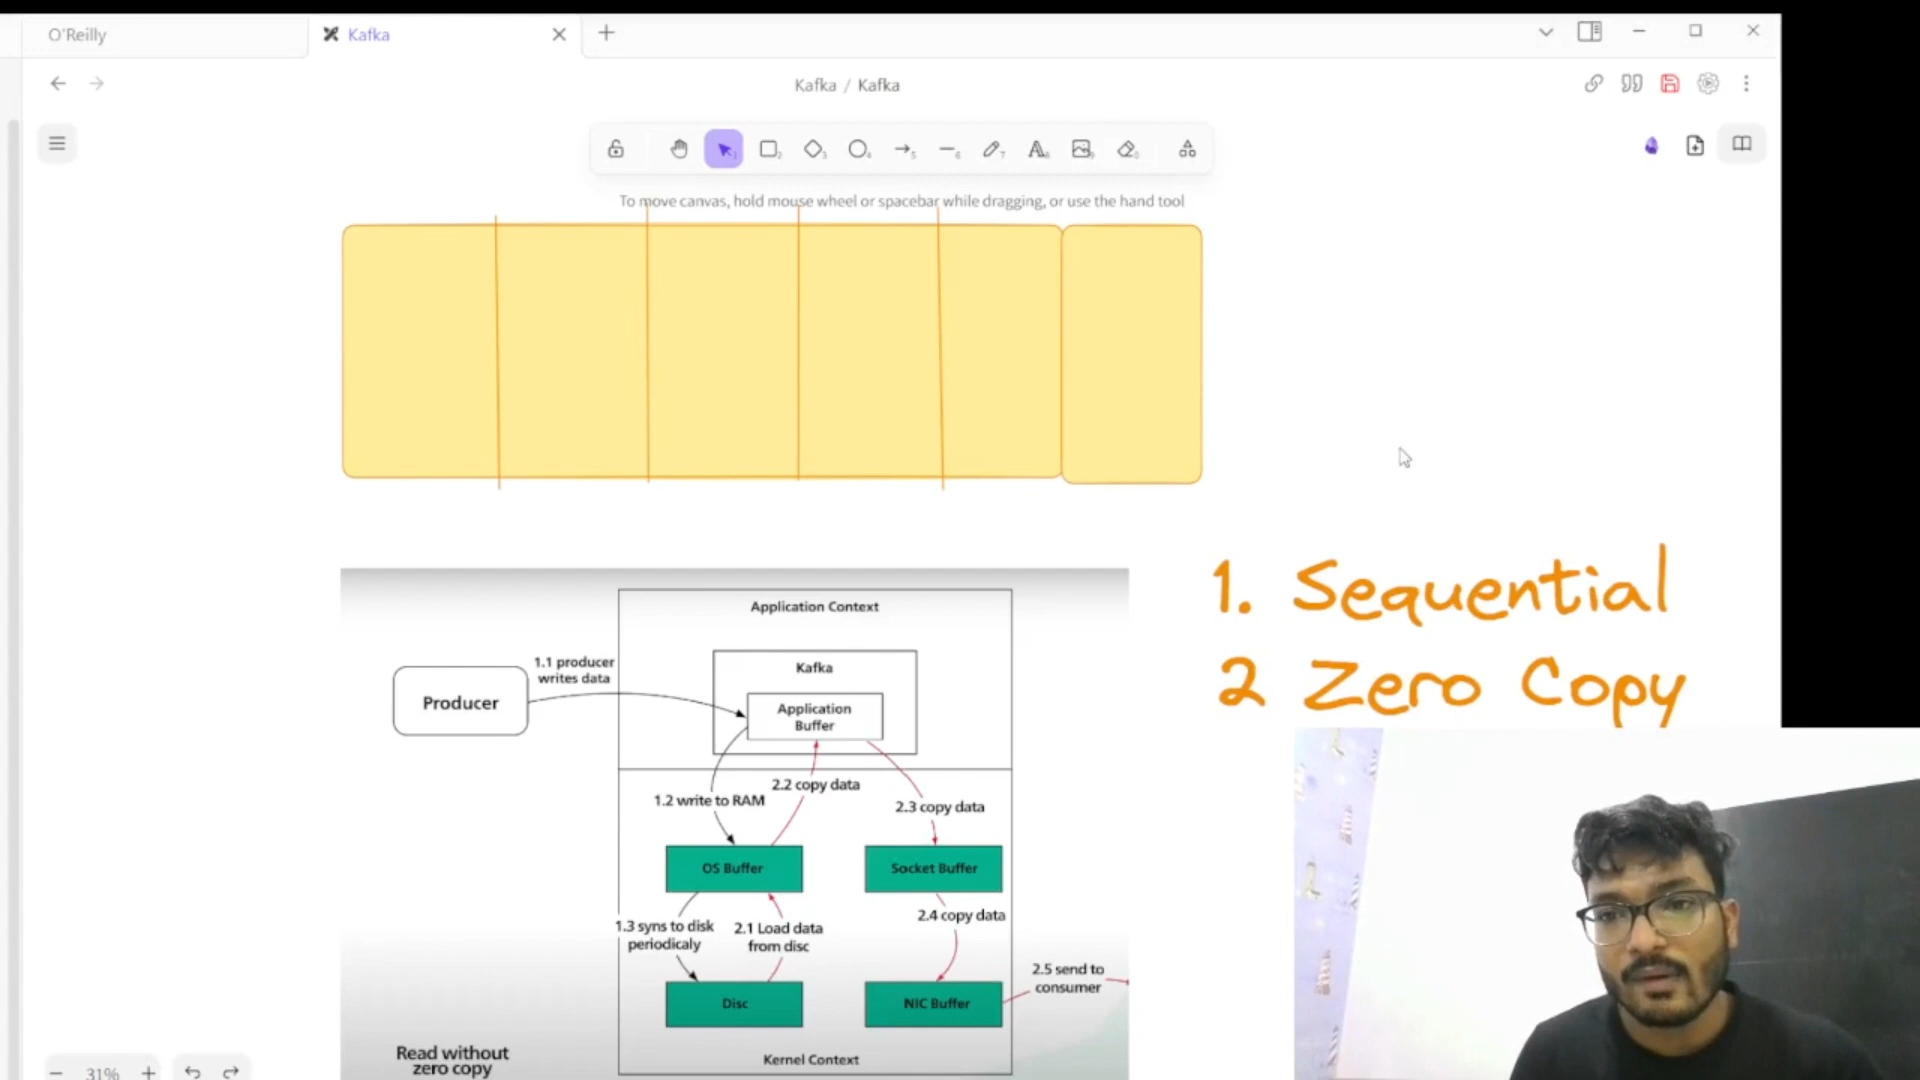 O'Reilly
Kafka
Kafka / Kafka
To move canvas, hold mouse wheel or spacebar while dragging, or use the hand tool
1. Sequential
2 Zero Copy
Application Context
Kafka
Application
Buffer
Producer
1.1 producer
writes data
1.2 write to RAM
2.2 copy data
2.3 copy data
OS Buffer
Socket Buffer
1.3 syns to disk
periodicaly
2.1 Load data
from disc
2.4 copy data
Disc
NIC Buffer
2.5 send to
consumer
Read without
zero copy
Kernel Context
31%